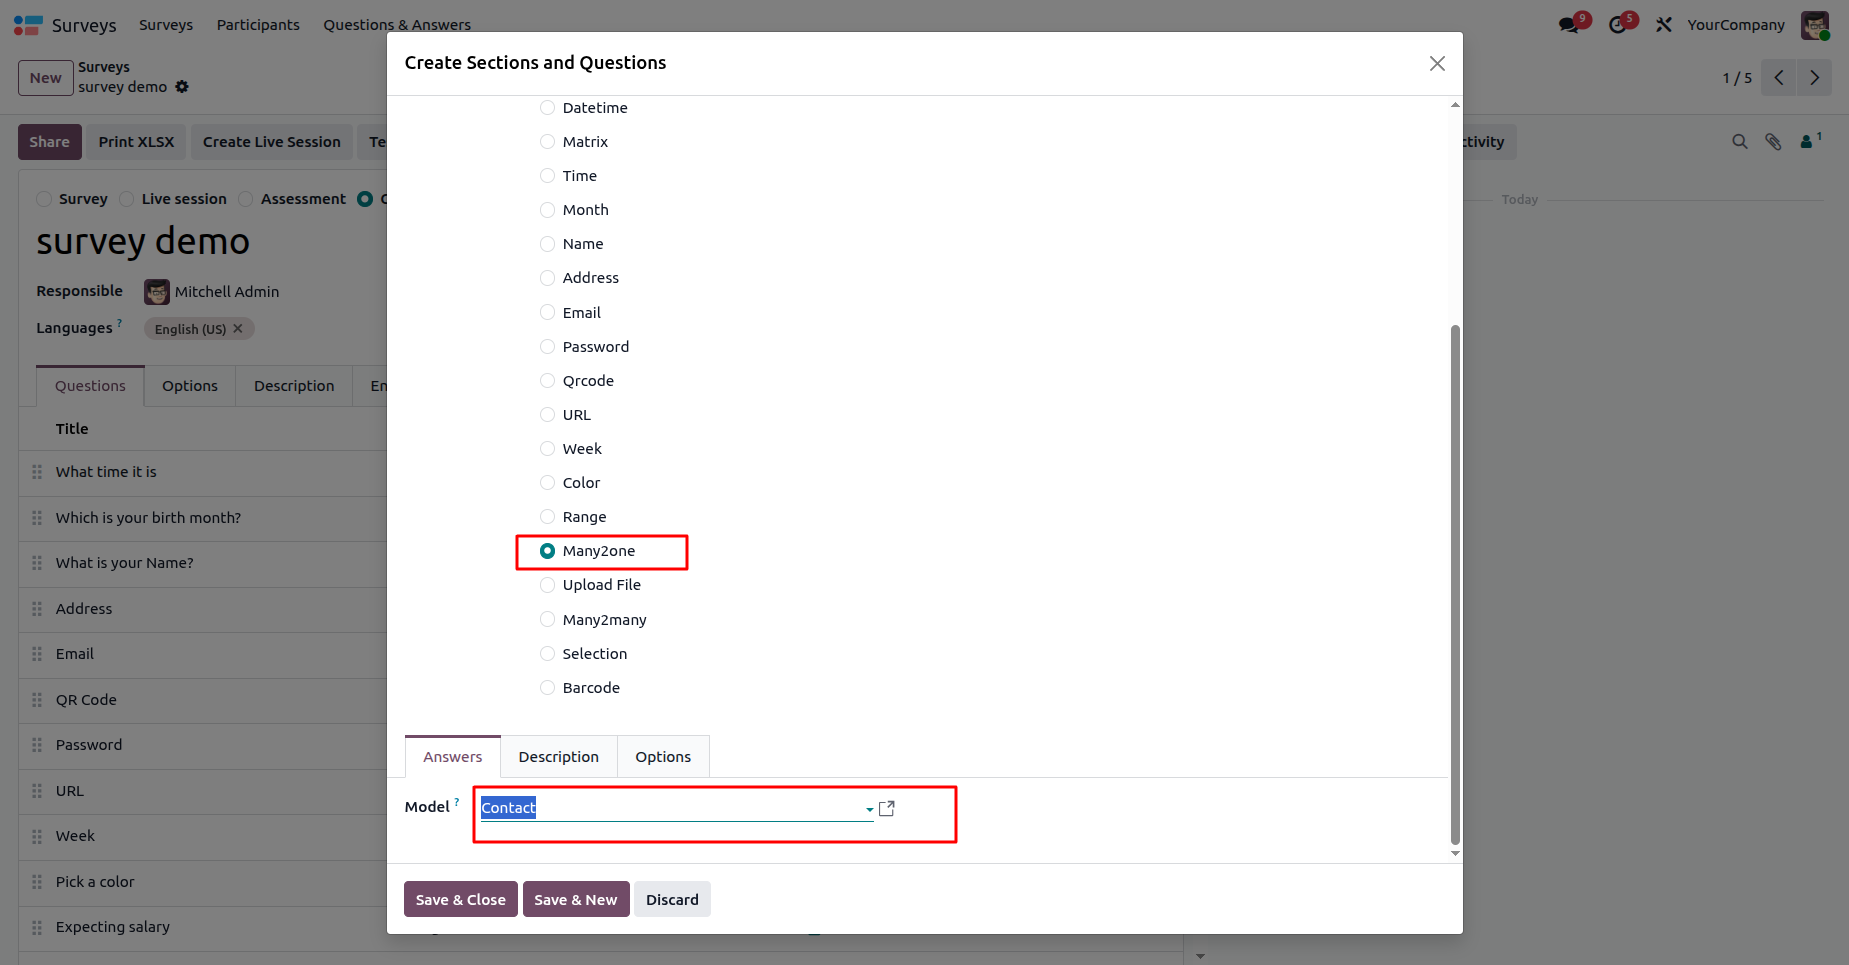 Surveys
Surveys
Participants
Questions & Answers
9
5
YourCompany
New
Surveys
survey demo
1 / 5
Share
Print XLSX
Create Live Session
Te
ctivity
1
Survey
Live session
Assessment
C
Today
survey demo
Responsible
Mitchell Admin
Languages ?
English (US)
Questions
Options
Description
En
Title
What time it is
Which is your birth month?
What is your Name?
Address
Email
QR Code
Password
URL
Week
Pick a color
Expecting salary
Create Sections and Questions
Datetime
Matrix
Time
Month
Name
Address
Email
Password
Qrcode
URL
Week
Color
Range
Many2one
Upload File
Many2many
Selection
Barcode
Answers
Description
Options
Model ?
Contact
Save & Close
Save & New
Discard